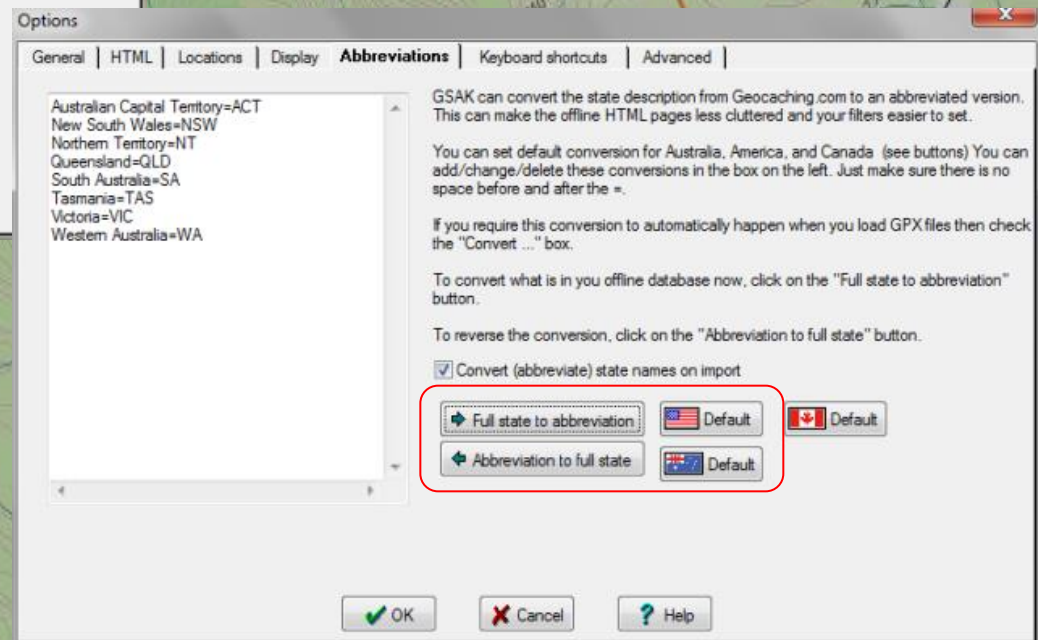 Options
General
HTML
Locations
Display
Abbreviations
Keyboard shortcuts
Advanced
Australian Capital Territory=ACT
New South Wales=NSW
Northern Territory=NT
Queensland=QLD
South Australia=SA
Tasmania=TAS
Victoria=VIC
Western Australia=WA
GSAK can convert the state description from Geocaching.com to an abbreviated version.
This can make the offline HTML pages less cluttered and your filters easier to set.
You can set default conversion for Australia, America, and Canada (see buttons) You can
add/change/delete these conversions in the box on the left. Just make sure there is no
space before and after the =.
If you require this conversion to automatically happen when you load GPX files then check
the "Convert ..." box.
To convert what is in you offline database now, click on the "Full state to abbreviation"
button.
To reverse the conversion, click on the "Abbreviation to full state" button.
Convert (abbreviate) state names on import
Full state to abbreviation
Default
Default
Abbreviation to full state
Default
OK
Cancel
Help